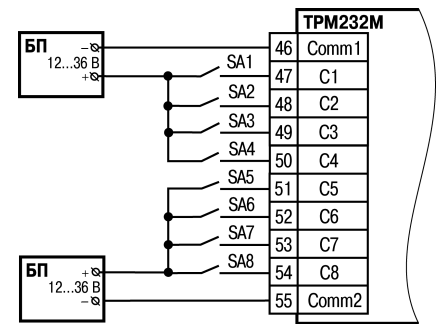 ТРМ232М
БП
–
12...36 В
+
46 Comm1
SA1
47 C1
SA2
48 C2
SA3
49 C3
SA4
50 C4
SA5
51 C5
SA6
52 C6
SA7
53 C7
SA8
54 C8
55 Comm2
БП
+
12...36 В
–